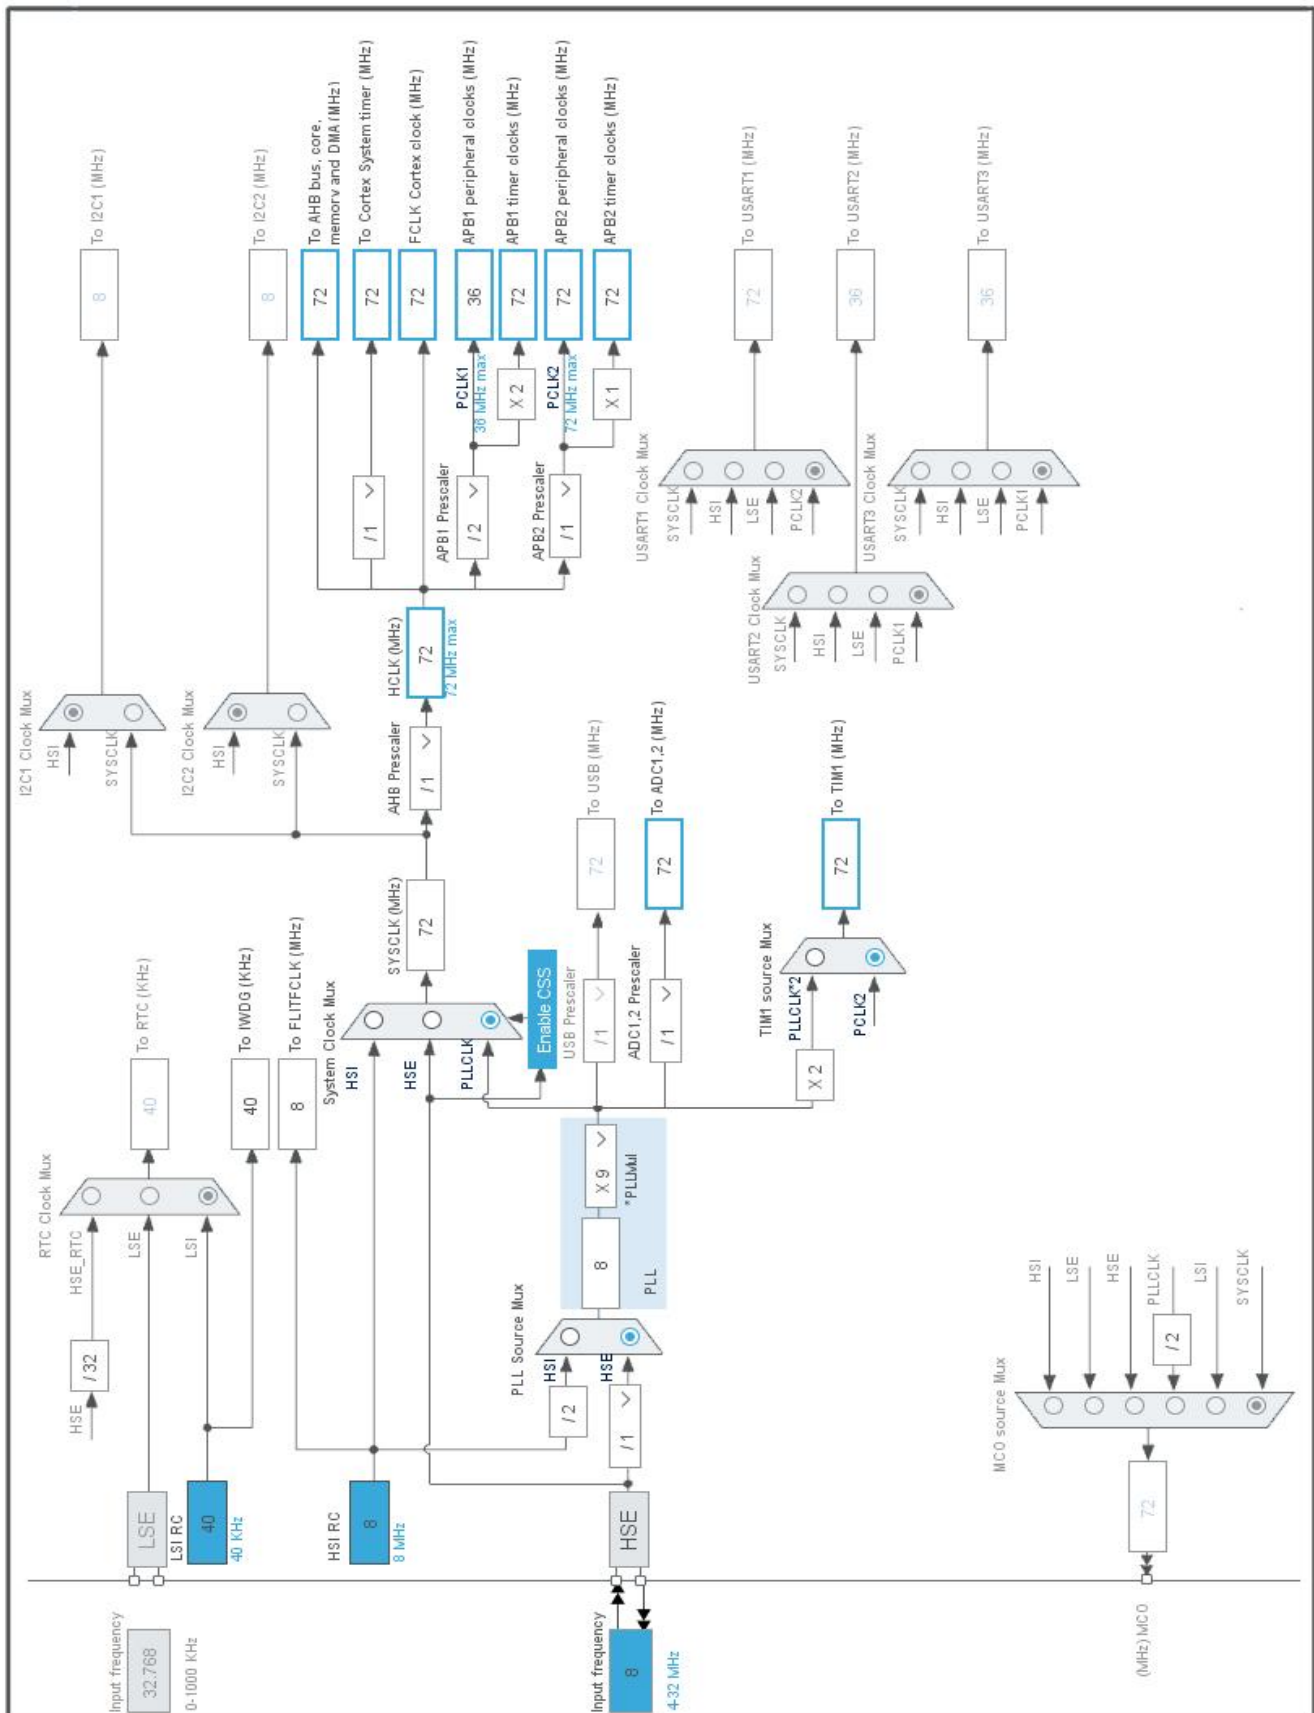 Input frequency
32.768
0-1000 KHz
LSE
LSI RC
40
40 KHz
HSE
/ 32
HSE_RTC
LSE
LSI
RTC Clock Mux
40
To RTC (KHz)
40
To IWDG (KHz)
HSI RC
8
8 MHz
8
To FLITFCLK (MHz)
Input frequency
8
4-32 MHz
HSE
/ 2
/ 1
PLL Source Mux
HSI
HSE
8
X 9
*PLLMul
PLL
System Clock Mux
HSI
HSE
PLLCLK
Enable CSS
SYSCLK (MHz)
72
AHB Prescaler
/ 1
HCLK (MHz)
72
72 MHz max
I2C1 Clock Mux
HSI
SYSCLK
8
To I2C1 (MHz)
I2C2 Clock Mux
HSI
SYSCLK
8
To I2C2 (MHz)
72
To AHB bus, core,
memory and DMA (MHz)
/ 1
72
To Cortex System timer (MHz)
72
FCLK Cortex clock (MHz)
APB1 Prescaler
/ 2
PCLK1
36 MHz max
36
APB1 peripheral clocks (MHz)
X 2
72
APB1 timer clocks (MHz)
APB2 Prescaler
/ 1
PCLK2
72 MHz max
72
APB2 peripheral clocks (MHz)
X 1
72
APB2 timer clocks (MHz)
USB Prescaler
/ 1
72
To USB (MHz)
ADC1,2 Prescaler
/ 1
72
To ADC1,2 (MHz)
X 2
TIM1 source Mux
PLLCLK*2
PCLK2
72
To TIM1 (MHz)
USART1 Clock Mux
SYSCLK
HSI
LSE
PCLK2
72
To USART1 (MHz)
USART2 Clock Mux
SYSCLK
HSI
LSE
PCLK1
36
To USART2 (MHz)
USART3 Clock Mux
SYSCLK
HSI
LSE
PCLK1
36
To USART3 (MHz)
(MHz) MCO
72
MCO source Mux
HSI
LSE
HSE
PLLCLK
/ 2
LSI
SYSCLK